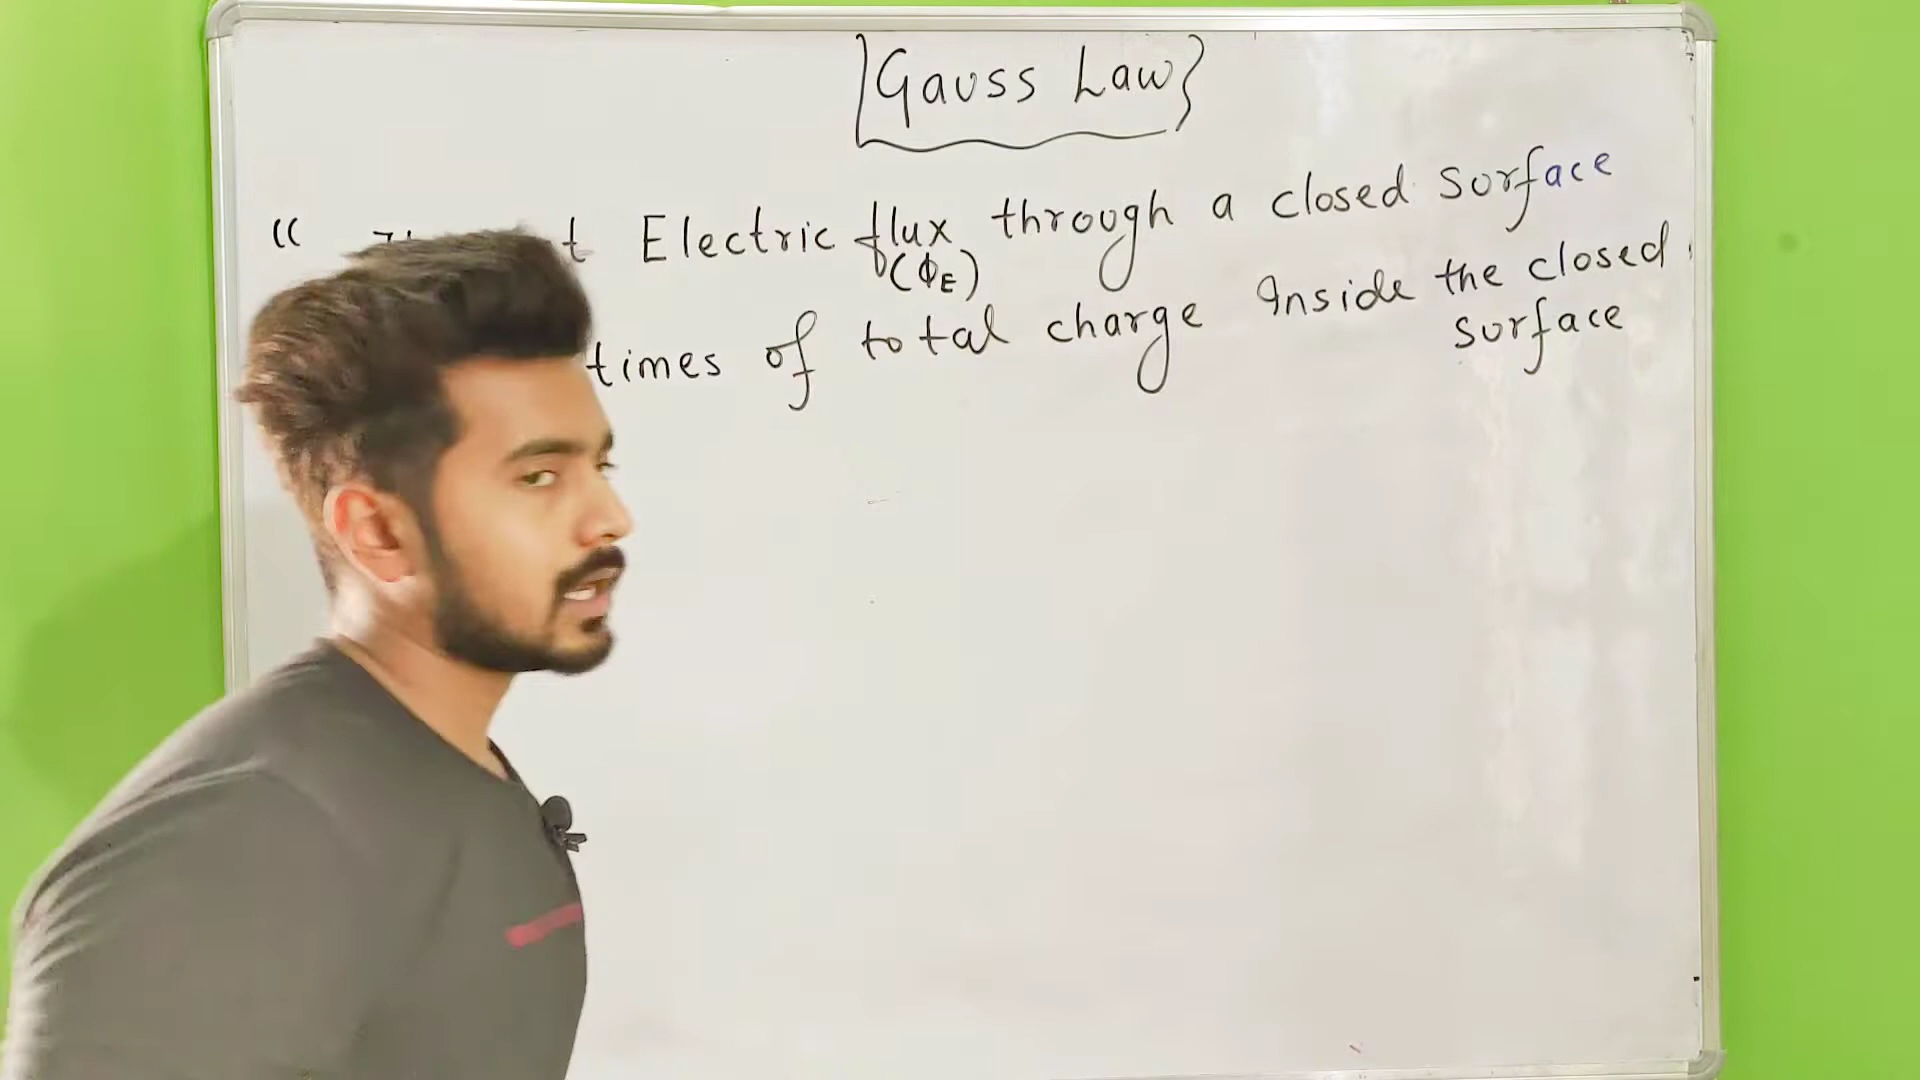 {Gauss Law}
“ Electric flux through a closed surface
(ΦE)
times of total charge Inside the closed
surface